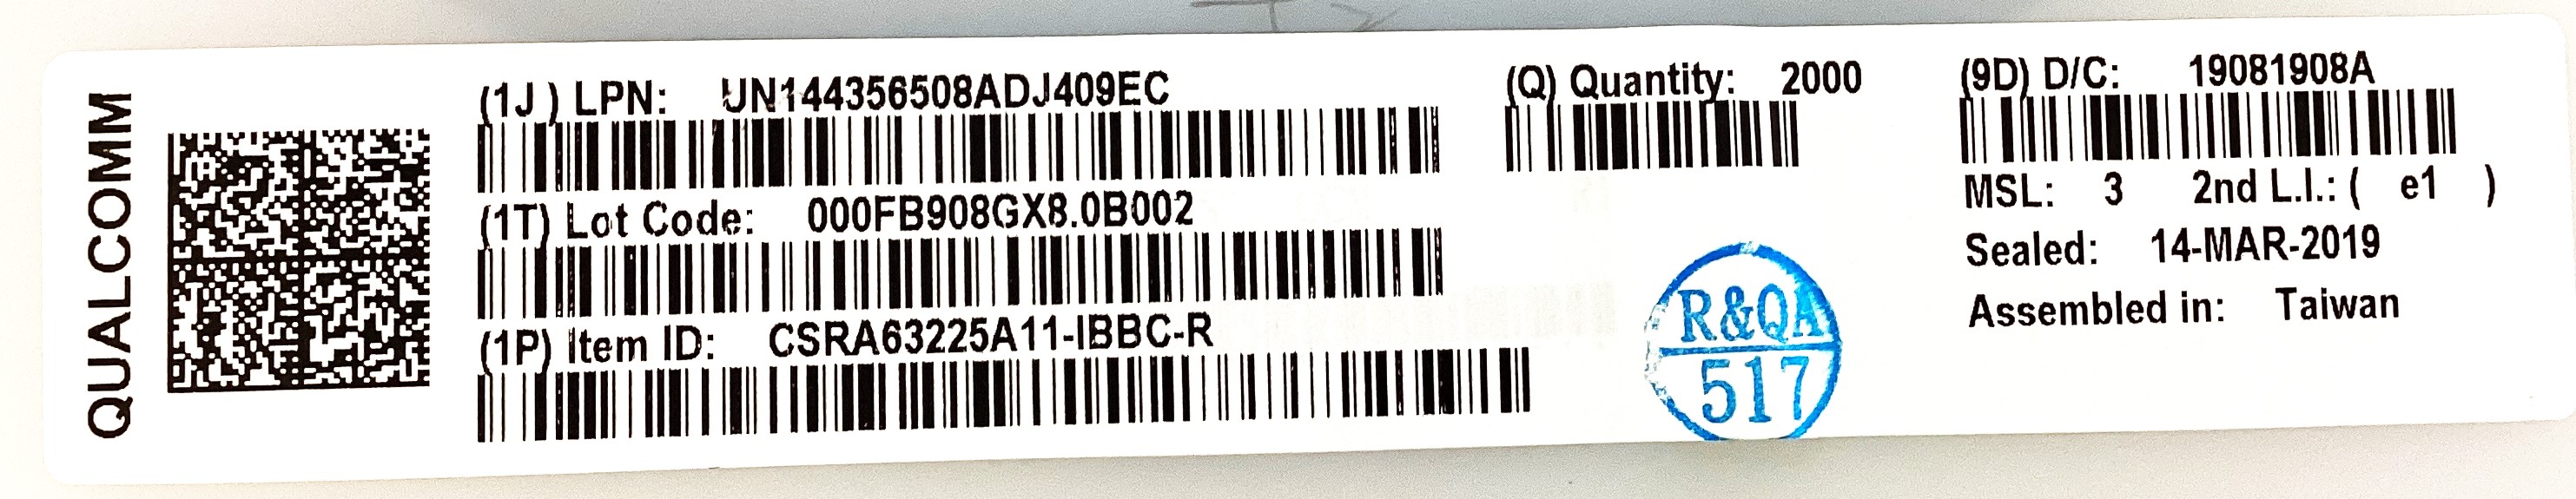 QUALCOMM
(1J) LPN: UN144356508ADJ409EC
(1T) Lot Code: 000FB908GX8.0B002
(1P) Item ID: CSRA63225A11-IBBC-R
(Q) Quantity: 2000
R&QA
517
(9D) D/C: 19081908A
MSL: 3 2nd L.I.: ( e1 )
Sealed: 14-MAR-2019
Assembled in: Taiwan